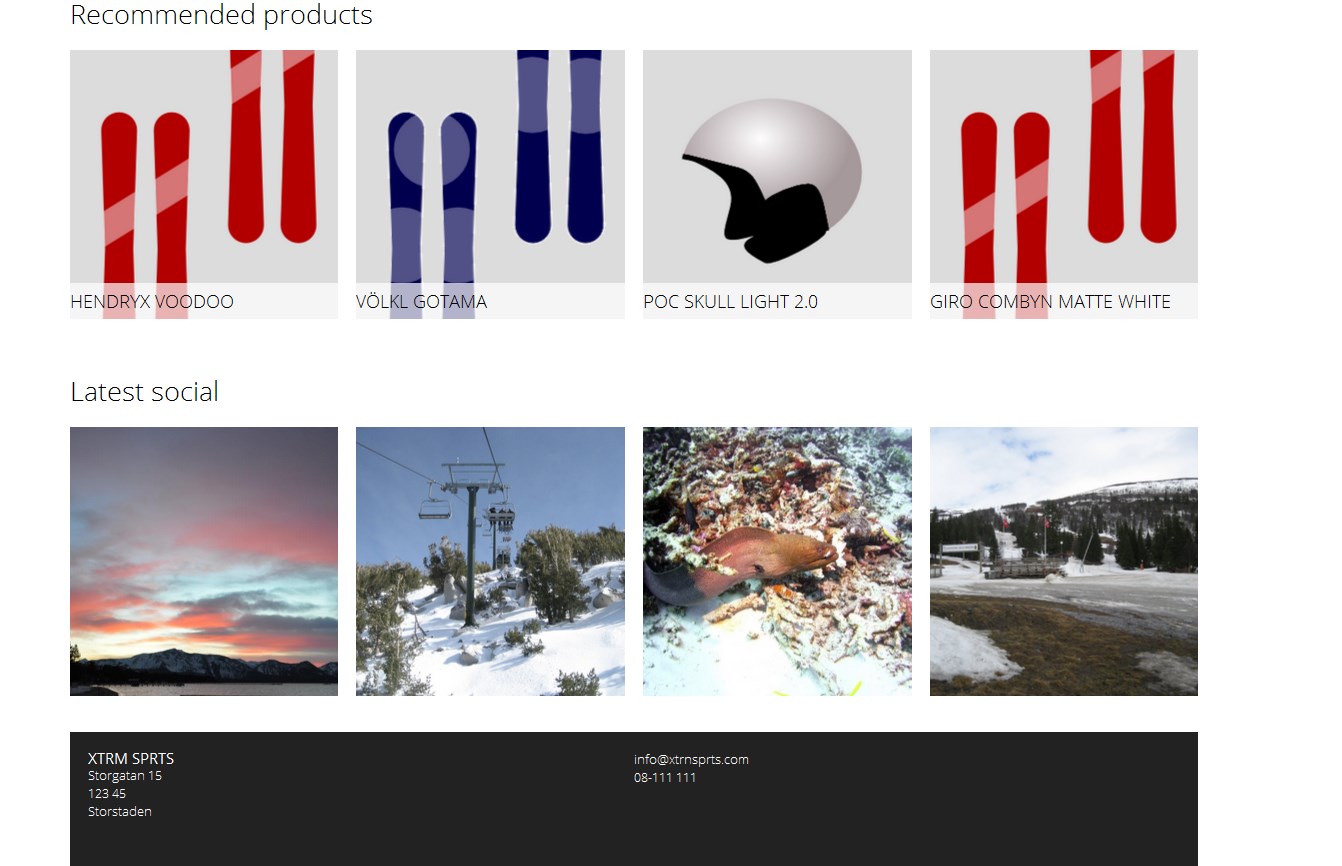 Recommended products
HENDRYX VOODOO
VÖLKL GOTAMA
POC SKULL LIGHT 2.0
GIRO COMBYN MATTE WHITE
Latest social
XTRM SPRTS
Storgatan 15
123 45
Storstaden
info@xtrnsprts.com
08-111 111